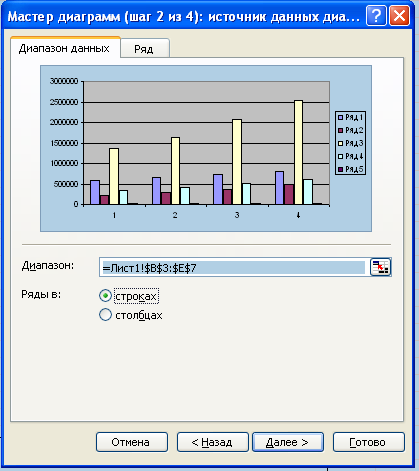 Мастер диаграмм (шаг 2 из 4): источник данных диа...
Диапазон данных
Ряд
3000000
2500000
2000000
1500000
1000000
500000
0
1 2 3 4
Ряд1
Ряд2
Ряд3
Ряд4
Ряд5
Диапазон: =Лист1!$B$3:$E$7
Ряды в: строках
столбцах
Отмена < Назад Далее > Готово